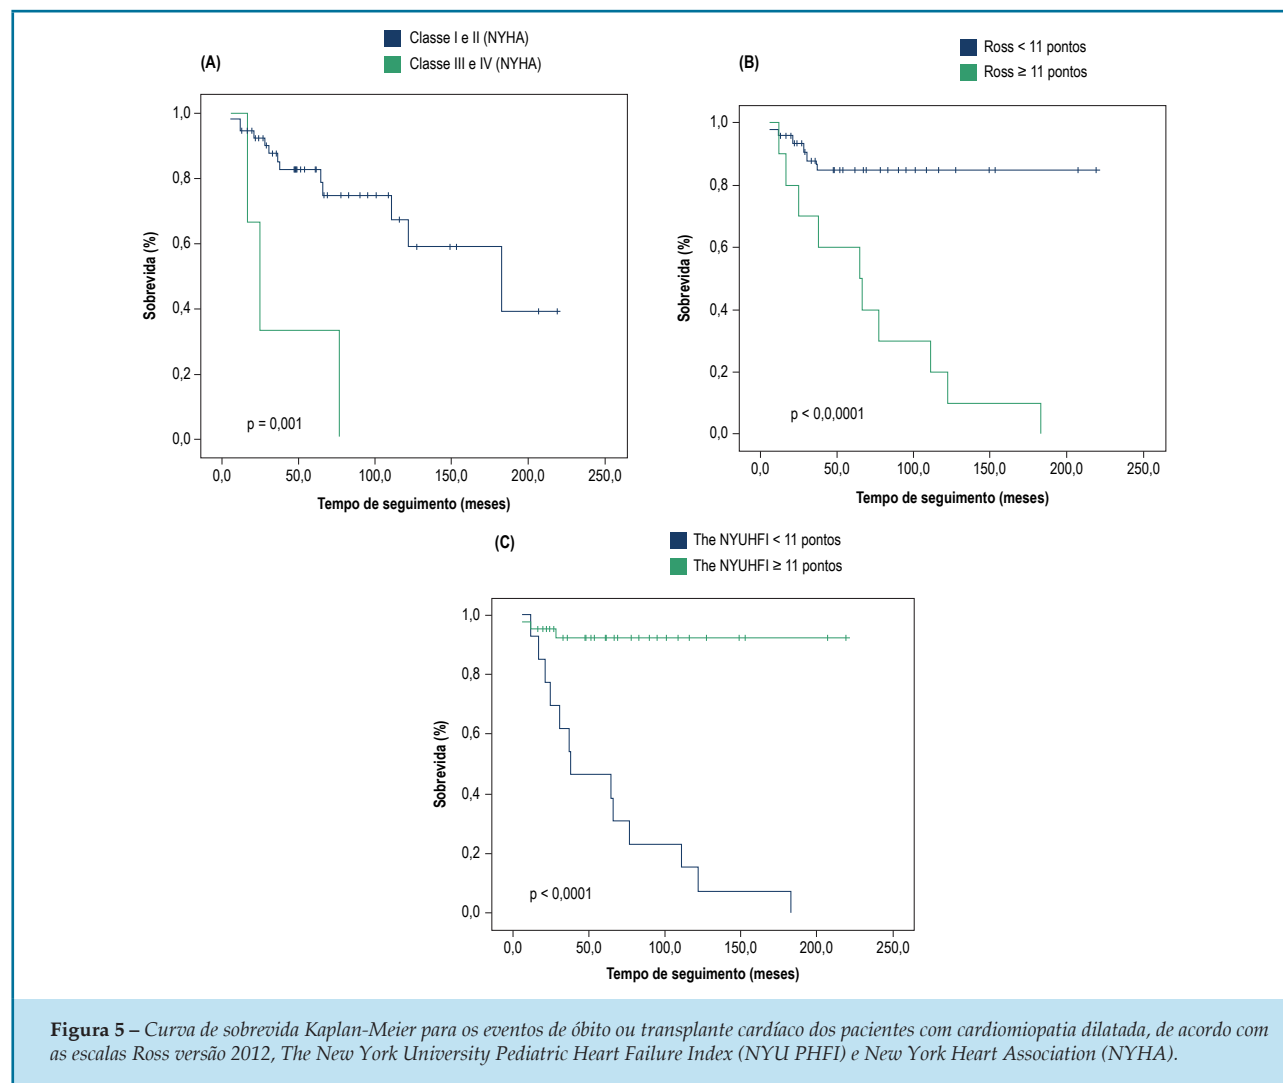 (A)
Classe I e II (NYHA)
Classe III e IV (NYHA)
Sobrevida (%)
1,0
0,8
0,6
0,4
0,2
0,0
p = 0,001
0,0 50,0 100,0 150,0 200,0 250,0
Tempo de seguimento (meses)
(B)
Ross < 11 pontos
Ross ≥ 11 pontos
Sobrevida (%)
1,0
0,8
0,6
0,4
0,2
0,0
p < 0,0,0001
0,0 50,0 100,0 150,0 200,0 250,0
Tempo de seguimento (meses)
(C)
The NYUHFI < 11 pontos
The NYUHFI ≥ 11 pontos
Sobrevida (%)
1,0
0,8
0,6
0,4
0,2
0,0
p < 0,0001
0,0 50,0 100,0 150,0 200,0 250,0
Tempo de seguimento (meses)
Figura 5 – Curva de sobrevida Kaplan-Meier para os eventos de óbito ou transplante cardíaco dos pacientes com cardiomiopatia dilatada, de acordo com
as escalas Ross versão 2012, The New York University Pediatric Heart Failure Index (NYU PHFI) e New York Heart Association (NYHA).